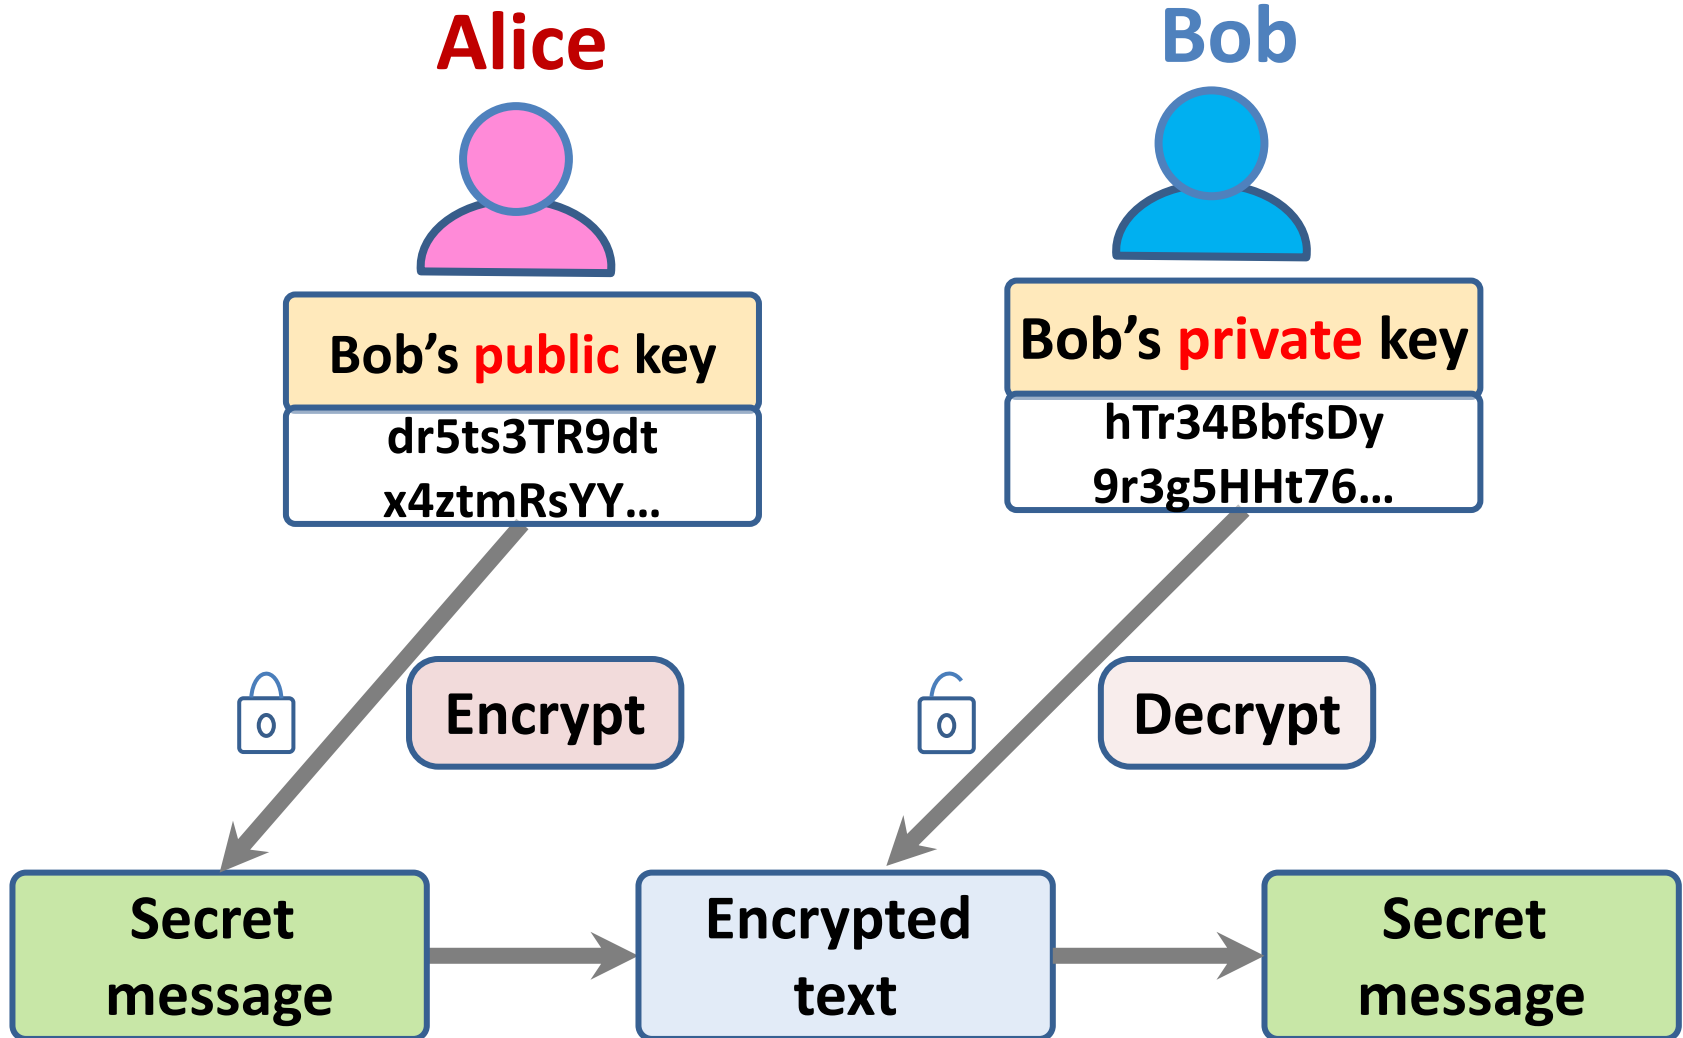 Alice
Bob
Bob’s public key
dr5ts3TR9dt
x4ztmRsYY...
Bob’s private key
hTr34BbfsDy
9r3g5HHt76...
Encrypt
Decrypt
Secret
message
Encrypted
text
Secret
message